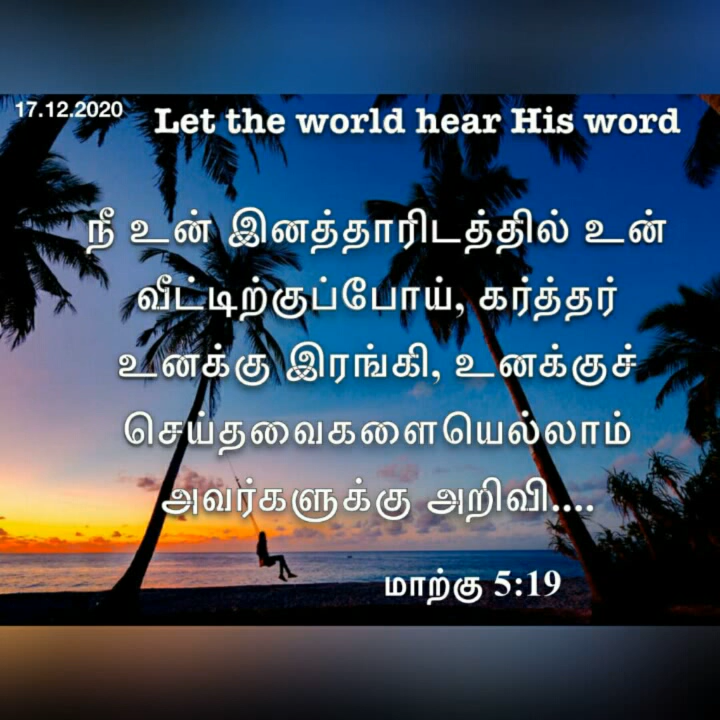 17.12.2020
Let the world hear His word
நீ உன் இனத்தாரிடத்தில் உன்
வீட்டிற்குப்போய், கர்த்தர்
உனக்கு இரங்கி, உனக்குச்
செய்தவைகளையெல்லாம்
அவர்களுக்கு அறிவி....
மாற்கு 5:19